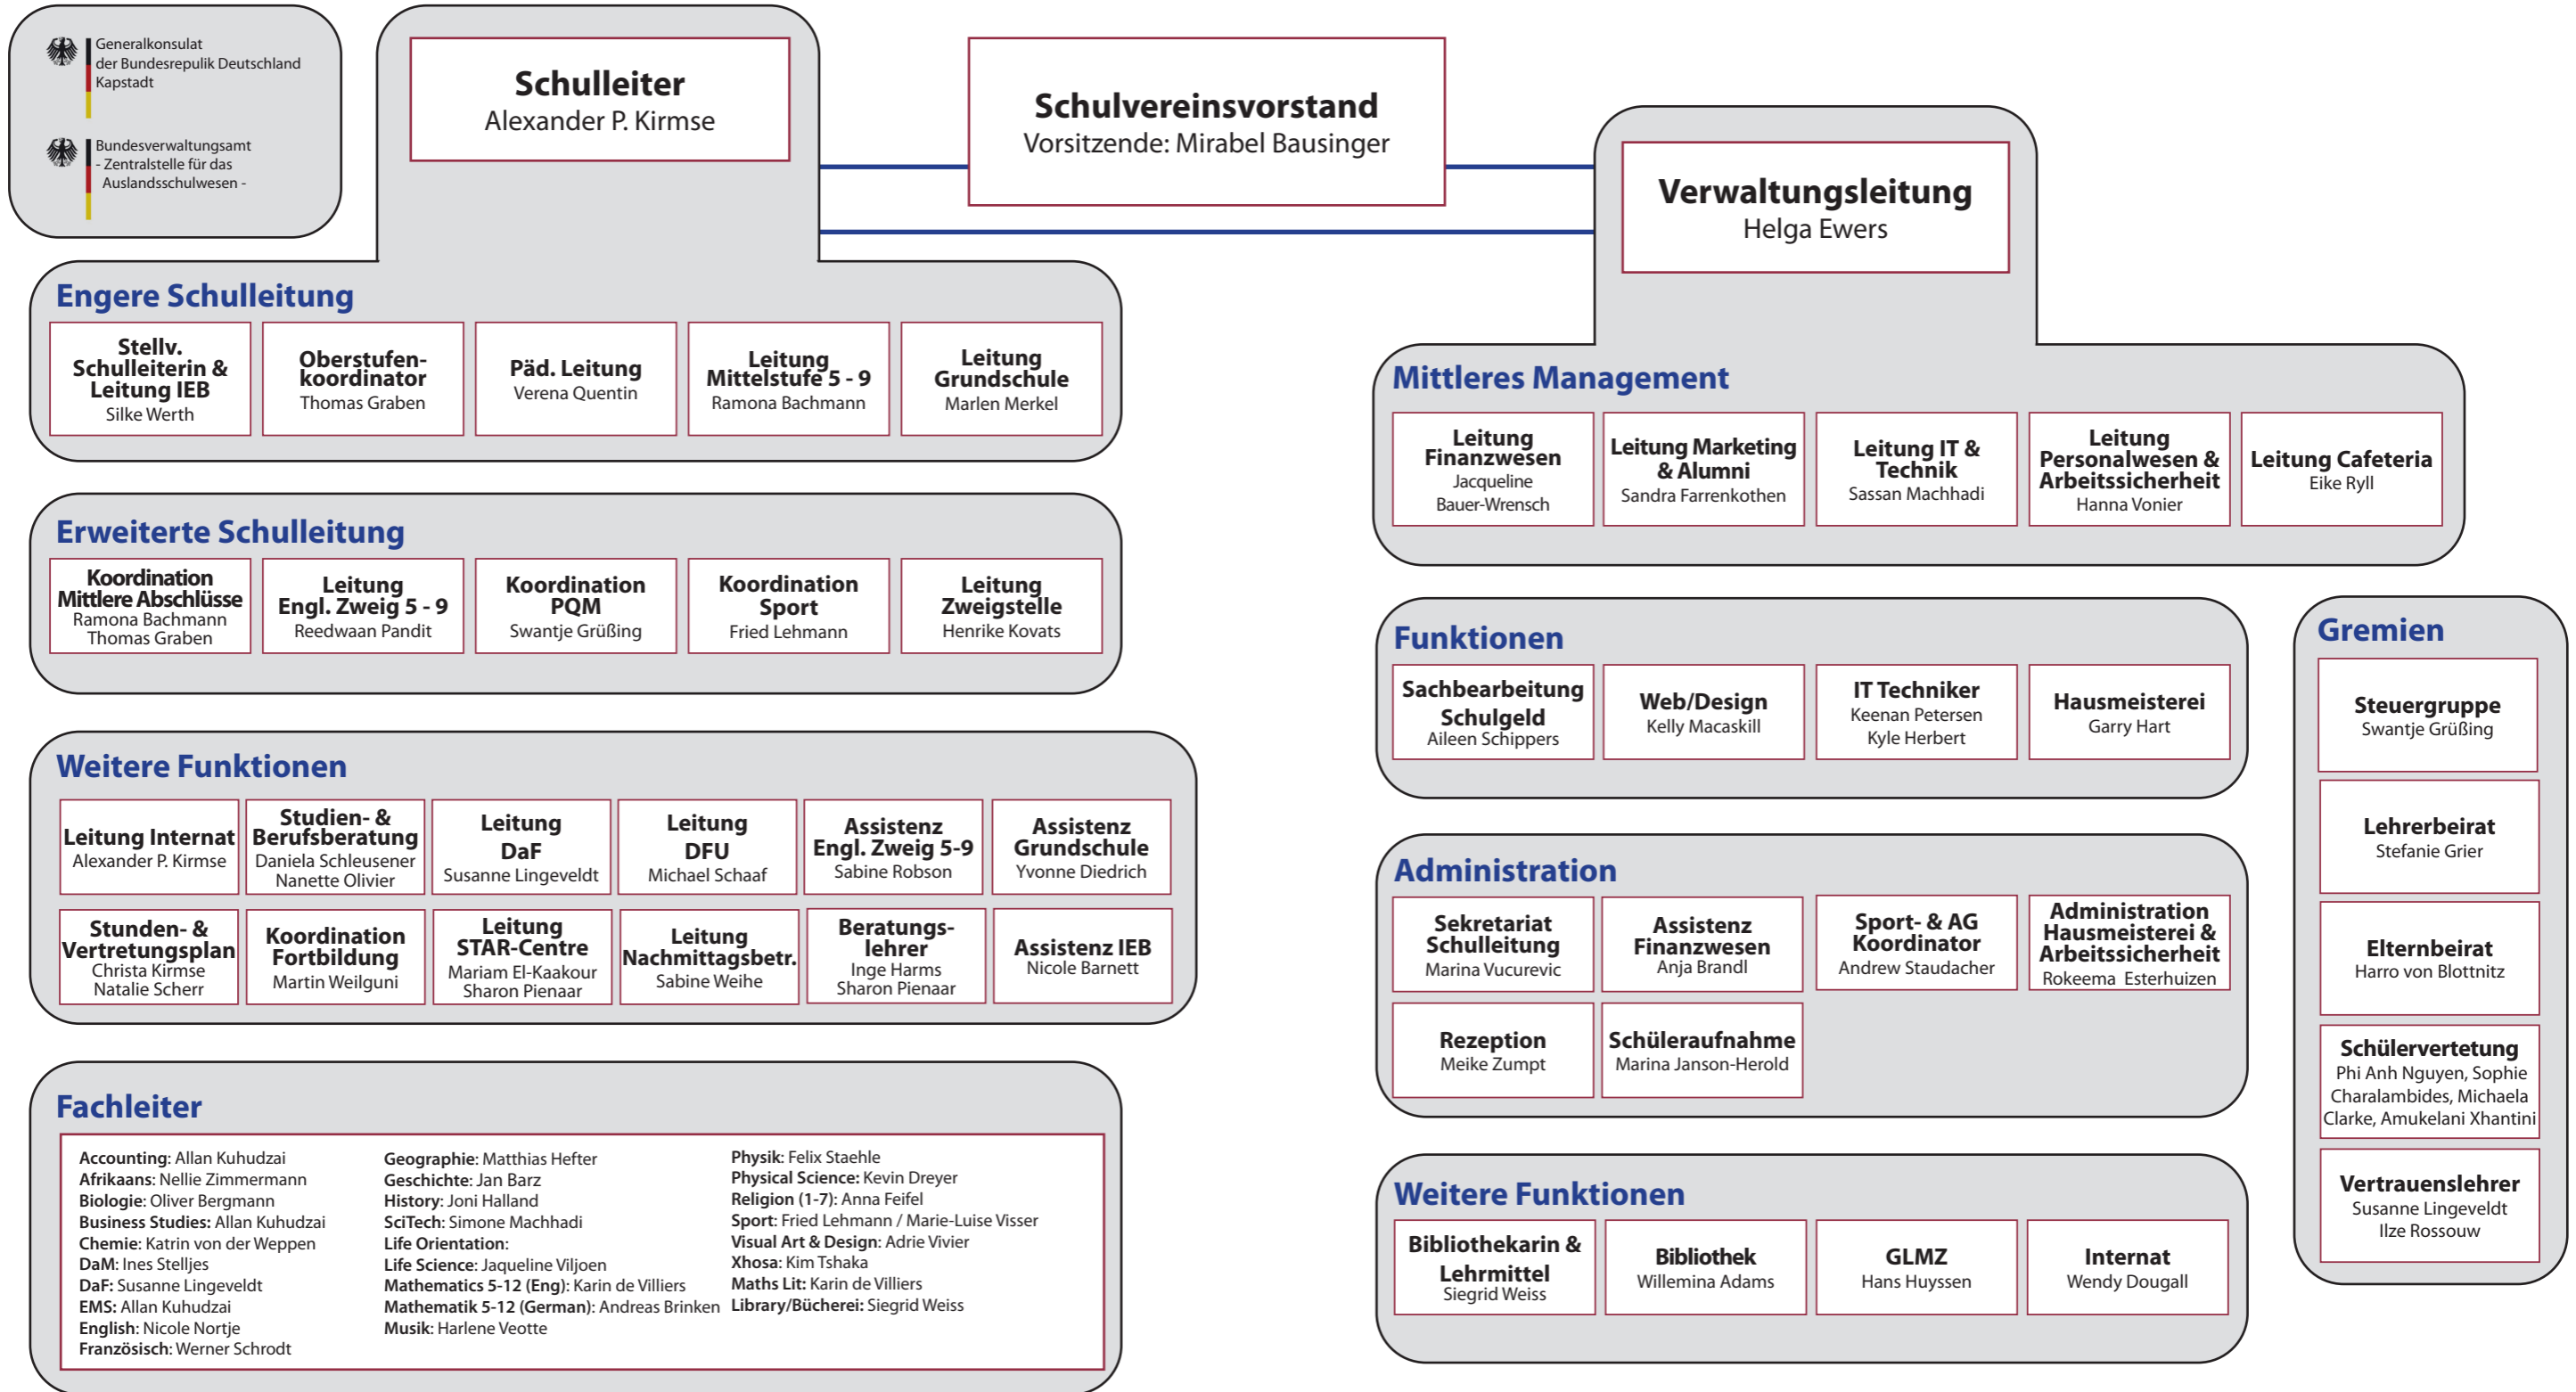 Generalkonsulat
der Bundesrepulik Deutschland
Kapstadt
Bundesverwaltungsamt
- Zentralstelle für das
Auslandsschulwesen -
Schulleiter
Alexander P. Kirmse
Schulvereinsvorstand
Vorsitzende: Mirabel Bausinger
Verwaltungsleitung
Helga Ewers
Engere Schulleitung
Stellv.
Schulleiterin &
Leitung IEB
Silke Werth
Oberstufen-
koordinator
Thomas Graben
Päd. Leitung
Verena Quentin
Leitung
Mittelstufe 5 - 9
Ramona Bachmann
Leitung
Grundschule
Marlen Merkel
Erweiterte Schulleitung
Koordination
Mittlere Abschlüsse
Ramona Bachmann
Thomas Graben
Leitung
Engl. Zweig 5 - 9
Reedwaan Pandit
Koordination
PQM
Swantje Grüßing
Koordination
Sport
Fried Lehmann
Leitung
Zweigstelle
Henrike Kovats
Weitere Funktionen
Leitung Internat
Alexander P. Kirmse
Studien- &
Berufsberatung
Daniela Schleusener
Nanette Olivier
Leitung
DaF
Susanne Lingeveldt
Leitung
DFU
Michael Schaaf
Assistenz
Engl. Zweig 5-9
Sabine Robson
Assistenz
Grundschule
Yvonne Diedrich
Stunden- &
Vertretungsplan
Christa Kirmse
Natalie Scherr
Koordination
Fortbildung
Martin Weilguni
Leitung
STAR-Centre
Mariam El-Kaakour
Sharon Pienaar
Leitung
Nachmittagsbetr.
Sabine Weihe
Beratungs-
lehrer
Inge Harms
Sharon Pienaar
Assistenz IEB
Nicole Barnett
Fachleiter
Accounting: Allan Kuhudzai
Afrikaans: Nellie Zimmermann
Biologie: Oliver Bergmann
Business Studies: Allan Kuhudzai
Chemie: Katrin von der Weppen
DaM: Ines Stelljes
DaF: Susanne Lingeveldt
EMS: Allan Kuhudzai
English: Nicole Nortje
Französisch: Werner Schrodt
Geographie: Matthias Hefter
Geschichte: Jan Barz
History: Joni Halland
SciTech: Simone Machhadi
Life Orientation:
Life Science: Jaqueline Viljoen
Mathematics 5-12 (Eng): Karin de Villiers
Mathematik 5-12 (German): Andreas Brinken
Musik: Harlene Veotte
Physik: Felix Staehle
Physical Science: Kevin Dreyer
Religion (1-7): Anna Feifel
Sport: Fried Lehmann / Marie-Luise Visser
Visual Art & Design: Adrie Vivier
Xhosa: Kim Tshaka
Maths Lit: Karin de Villiers
Library/Bücherei: Siegrid Weiss
Mittleres Management
Leitung
Finanzwesen
Jacqueline
Bauer-Wrensch
Leitung Marketing
& Alumni
Sandra Farrenkothen
Leitung IT &
Technik
Sassan Machhadi
Leitung
Personalwesen &
Arbeitssicherheit
Hanna Vonier
Leitung Cafeteria
Eike Ryll
Funktionen
Sachbearbeitung
Schulgeld
Aileen Schippers
Web/Design
Kelly Macaskill
IT Techniker
Keenan Petersen
Kyle Herbert
Hausmeisterei
Garry Hart
Administration
Sekretariat
Schulleitung
Marina Vucurevic
Assistenz
Finanzwesen
Anja Brandl
Sport- & AG
Koordinator
Andrew Staudacher
Administration
Hausmeisterei &
Arbeitssicherheit
Rokeema Esterhuizen
Rezeption
Meike Zumpt
Schüleraufnahme
Marina Janson-Herold
Weitere Funktionen
Bibliothekarin &
Lehrmittel
Siegrid Weiss
Bibliothek
Willemina Adams
GLMZ
Hans Huyssen
Internat
Wendy Dougall
Gremien
Steuergruppe
Swantje Grüßing
Lehrerbeirat
Stefanie Grier
Elternbeirat
Harro von Blottnitz
Schülervertetung
Phi Anh Nguyen, Sophie
Charalambides, Michaela
Clarke, Amukelani Xhantini
Vertrauenslehrer
Susanne Lingeveldt
Ilze Rossouw